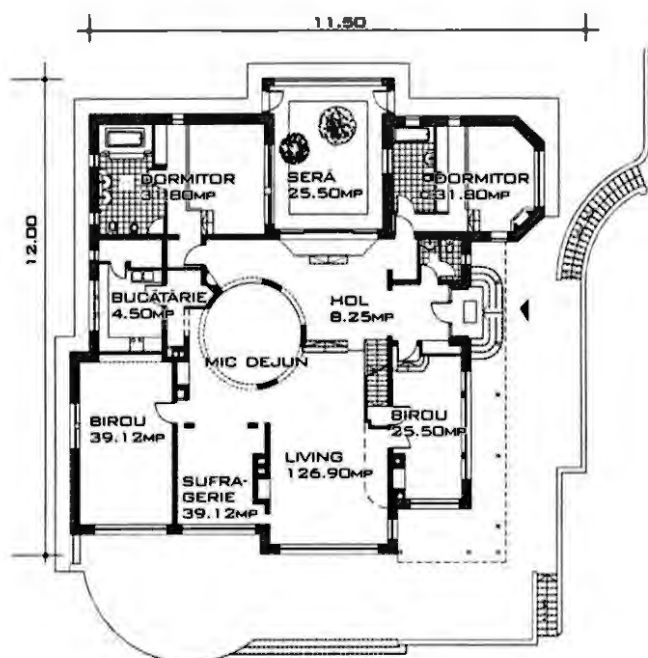 11.50
12.00
DORMITOR
31.80MP
SERĂ
25.50MP
DORMITOR
31.80MP
BUCĂTĂRIE
4.50MP
HOL
8.25MP
MIC DEJUN
BIROU
39.12MP
BIROU
25.50MP
LIVING
126.90MP
SUFRA-
GERIE
39.12MP